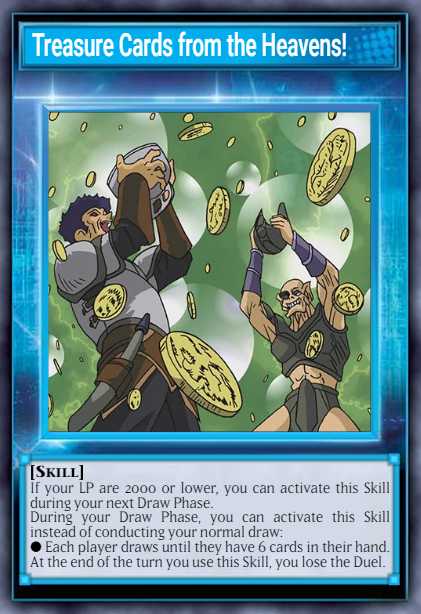 Treasure Cards from the Heavens!
[SKILL]
If your LP are 2000 or lower, you can activate this Skill
during your next Draw Phase.
During your Draw Phase, you can activate this Skill
instead of conducting your normal draw:
● Each player draws until they have 6 cards in their hand.
At the end of the turn you use this Skill, you lose the Duel.